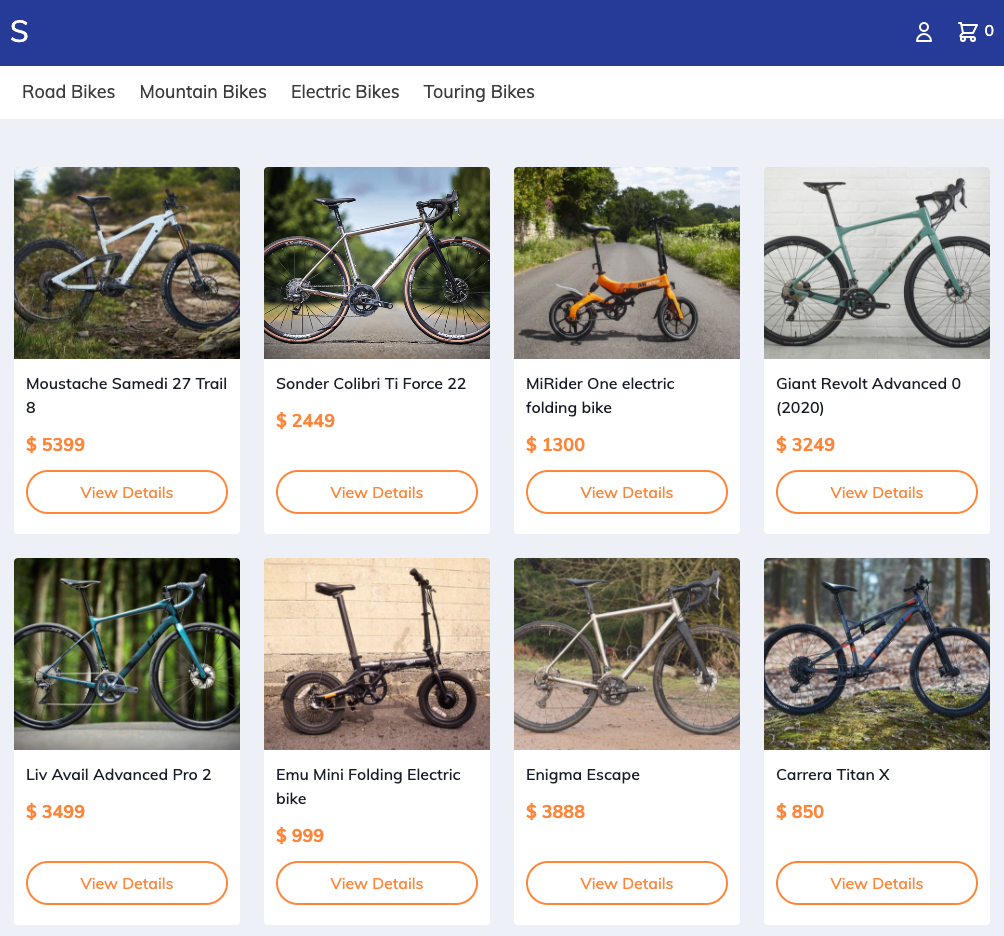 S
0
Road Bikes Mountain Bikes Electric Bikes Touring Bikes
Moustache Samedi 27 Trail
8
$ 5399
View Details
Sonder Colibri Ti Force 22
$ 2449
View Details
MiRider One electric
folding bike
$ 1300
View Details
Giant Revolt Advanced 0
(2020)
$ 3249
View Details
Liv Avail Advanced Pro 2
$ 3499
View Details
Emu Mini Folding Electric
bike
$ 999
View Details
Enigma Escape
$ 3888
View Details
Carrera Titan X
$ 850
View Details